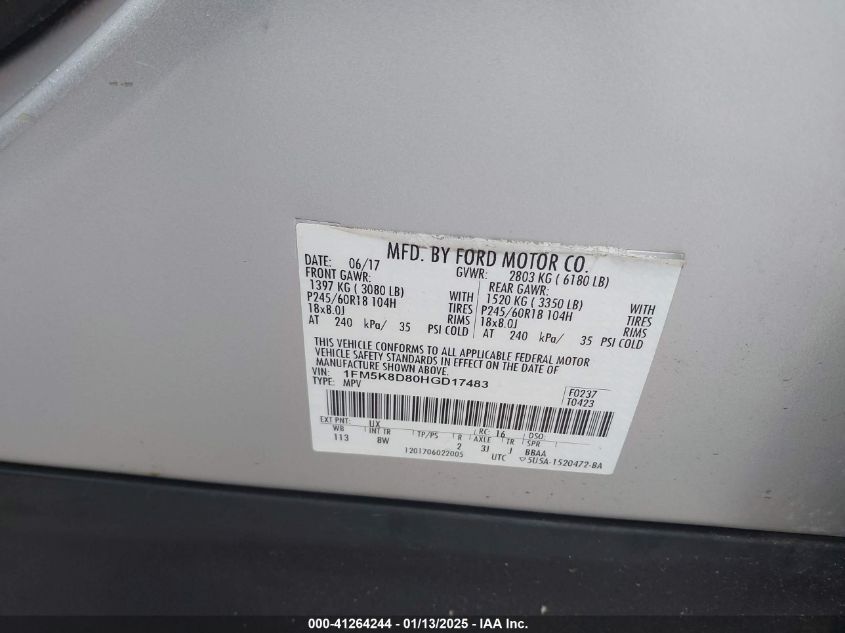 MFD. BY FORD MOTOR CO.
DATE: 06/17 GVWR: 2803 KG ( 6180 LB)
FRONT GAWR: REAR GAWR:
1397 KG ( 3080 LB) WITH 1520 KG ( 3350 LB) WITH
P245/60R18 104H TIRES P245/60R18 104H TIRES
18x8.0J RIMS 18x8.0J RIMS
AT 240 kPa/ 35 PSI COLD AT 240 kPa/ 35 PSI COLD
THIS VEHICLE CONFORMS TO ALL APPLICABLE FEDERAL MOTOR
VEHICLE SAFETY STANDARDS IN EFFECT ON THE DATE OF
MANUFACTURE SHOWN ABOVE.
VIN: 1FM5K8D80HGD17483 F0237
TYPE: MPV T0423
EXT PNT: UX RC: 16 DSO:
WB INT TR TP/PS R AXLE TR SPR
113 8W 2 3J J BBAA
1201706022005 UTC 5U5A-1520472-BA
000-41264244 - 01/13/2025 - IAA Inc.